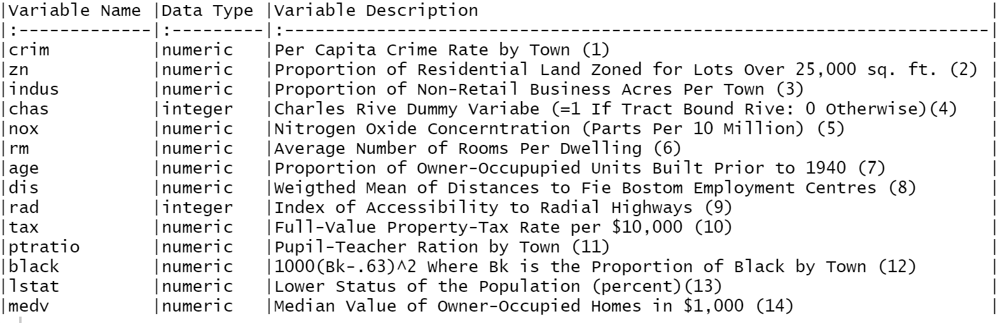 |Variable Name |Data Type |Variable Description |
|:-------------|:---------|:---------------------------------------------------------------------|
|crim |numeric |Per Capita Crime Rate by Town (1) |
|zn |numeric |Proportion of Residential Land Zoned for Lots Over 25,000 sq. ft. (2) |
|indus |numeric |Proportion of Non-Retail Business Acres Per Town (3) |
|chas |integer |Charles Rive Dummy Variabe (=1 If Tract Bound Rive: 0 Otherwise)(4) |
|nox |numeric |Nitrogen Oxide Concerntration (Parts Per 10 Million) (5) |
|rm |numeric |Average Number of Rooms Per Dwelling (6) |
|age |numeric |Proportion of Owner-Occupupied Units Built Prior to 1940 (7) |
|dis |numeric |Weigthed Mean of Distances to Fie Bostom Employment Centres (8) |
|rad |integer |Index of Accessibility to Radial Highways (9) |
|tax |numeric |Full-Value Property-Tax Rate per $10,000 (10) |
|ptratio |numeric |Pupil-Teacher Ration by Town (11) |
|black |numeric |1000(Bk-.63)^2 Where Bk is the Proportion of Black by Town (12) |
|lstat |numeric |Lower Status of the Population (percent)(13) |
|medv |numeric |Median Value of Owner-Occupied Homes in $1,000 (14) |